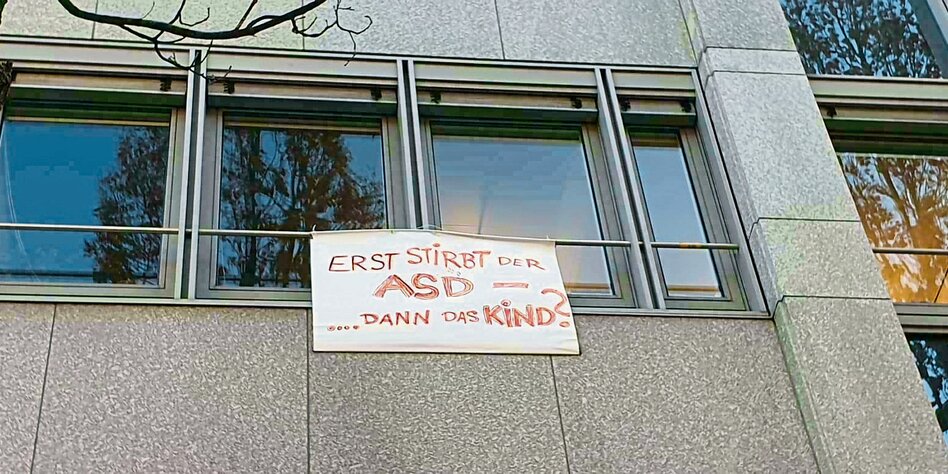 ERST STIRBT DER
ASD –
.... DANN DAS KIND?